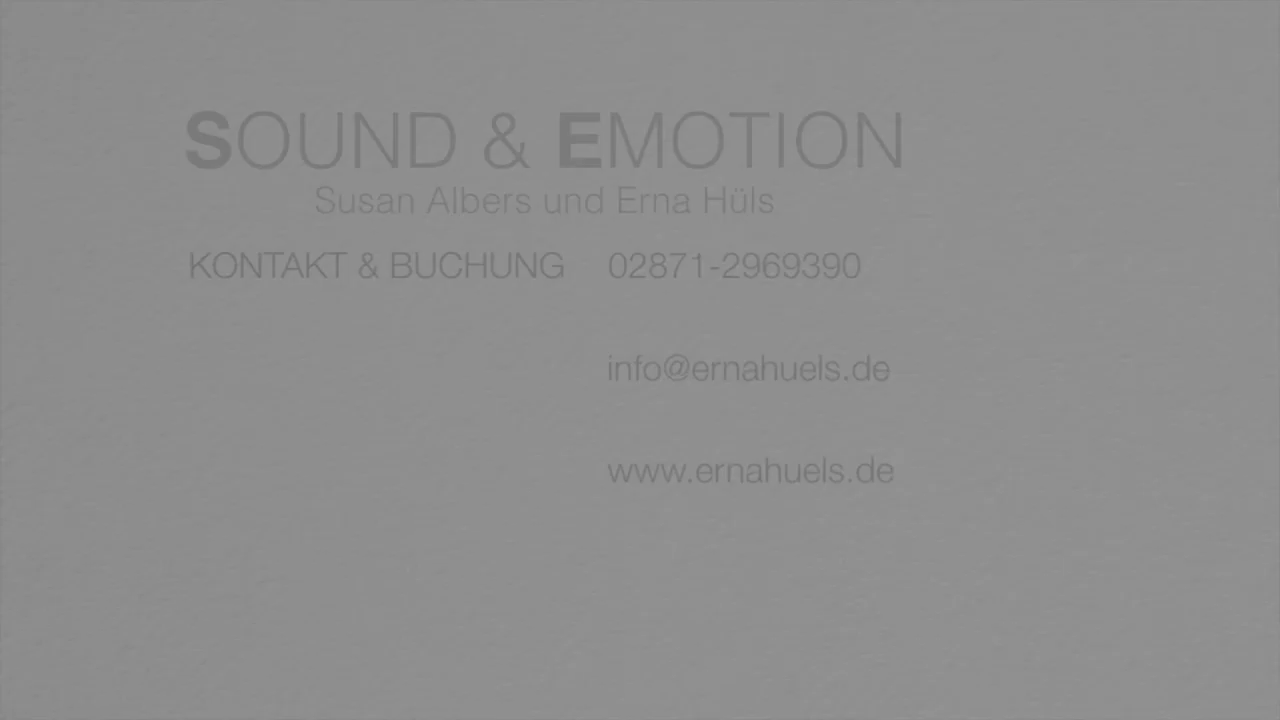 SOUND & EMOTION
Susan Albers und Erna Hüls
KONTAKT & BUCHUNG 02871-2969390
info@ernahuels.de
www.ernahuels.de